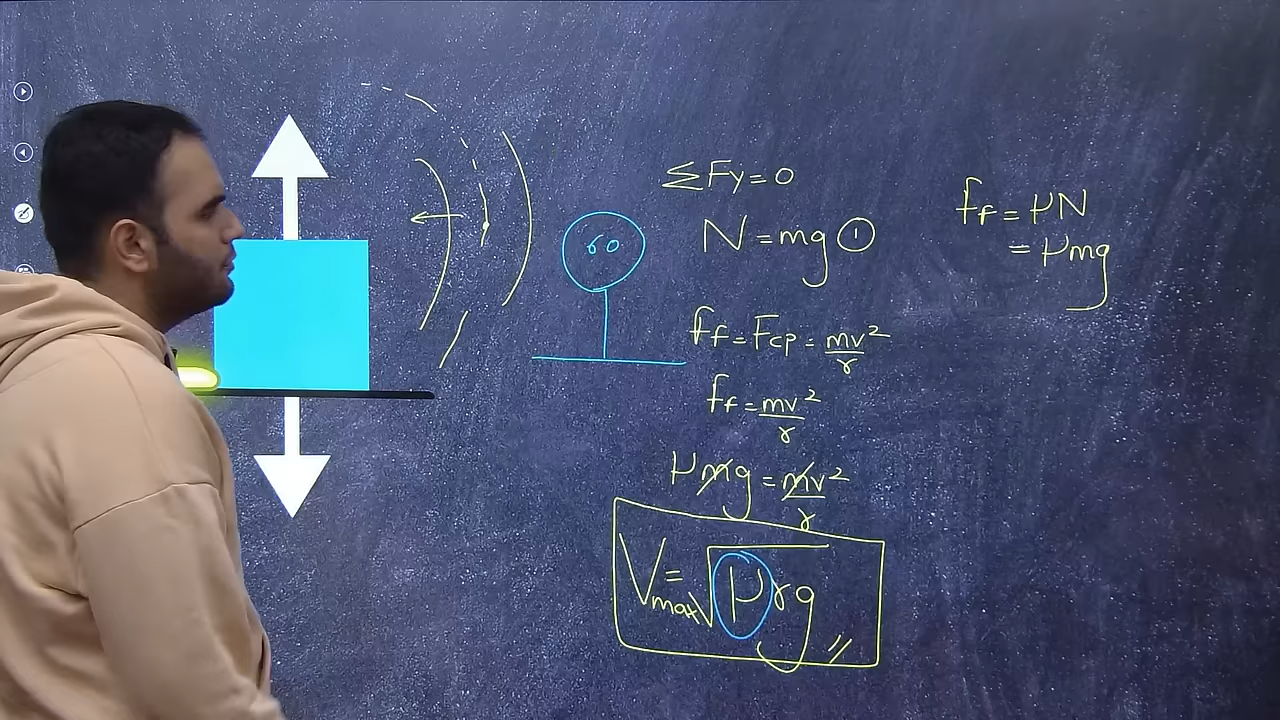 ΣFy=0
N=mg ①
ff=μN
=μmg
ff=Fcp=mv²/r
ff=mv²/r
μmg=mv²/r
Vmax=√μrg
60